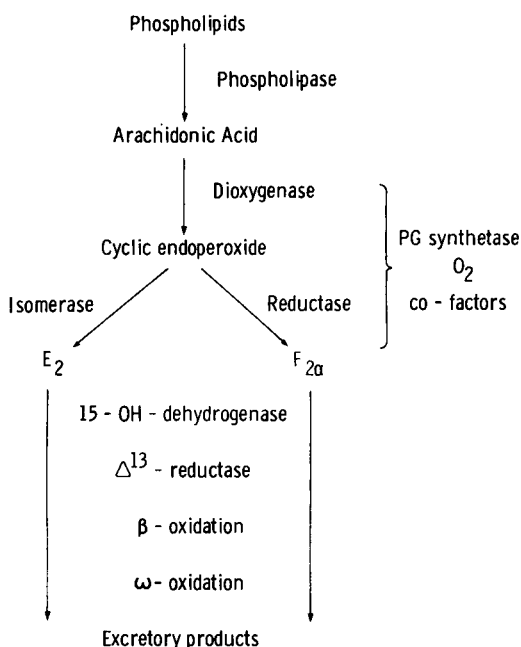 Phospholipids
Phospholipase
Arachidonic Acid
Dioxygenase
Cyclic endoperoxide
PG synthetase
O₂
co - factors
Isomerase
Reductase
E₂
F₂α
15 - OH - dehydrogenase
△¹³ - reductase
β - oxidation
ω - oxidation
Excretory products